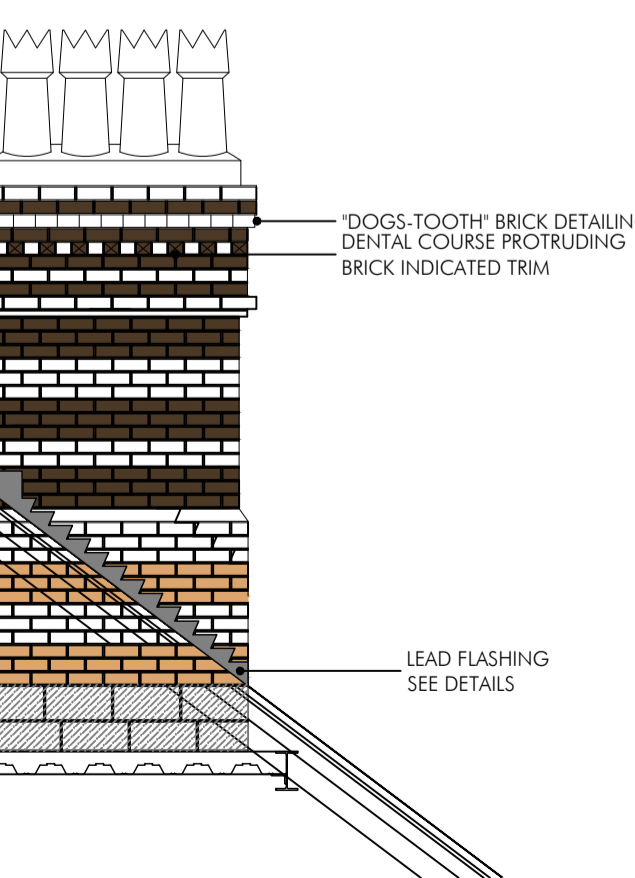 "DOGS-TOOTH" BRICK DETAILIN
DENTAL COURSE PROTRUDING
BRICK INDICATED TRIM
LEAD FLASHING
SEE DETAILS